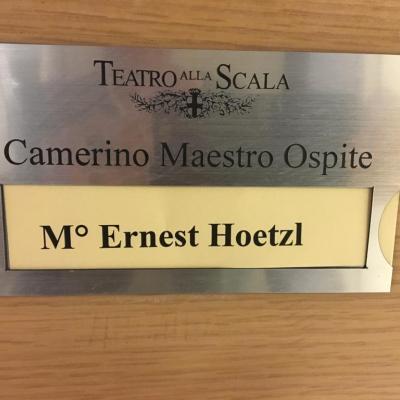 TEATRO ALLA SCALA
Camerino Maestro Ospite
M° Ernest Hoetzl